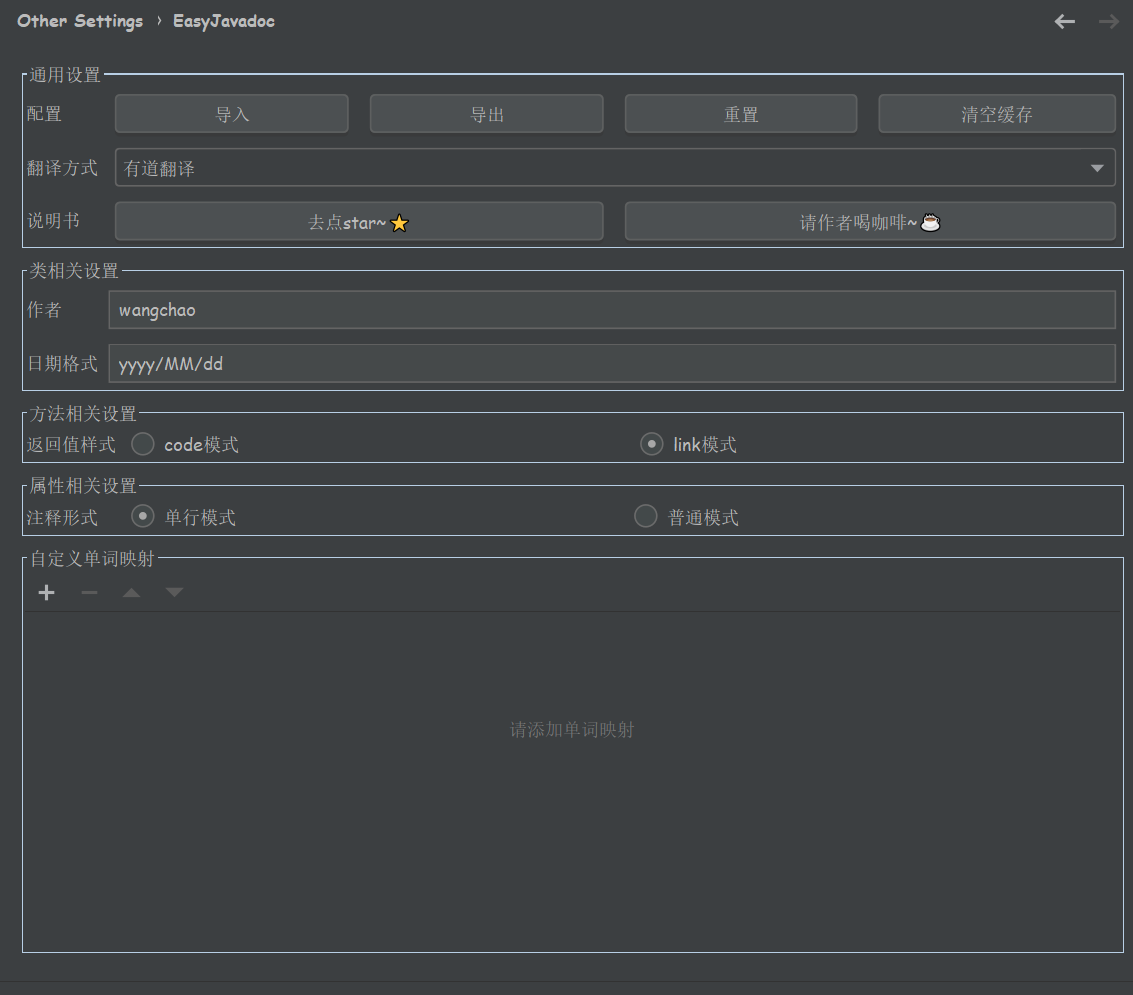 Other Settings › EasyJavadoc
通用设置
配置 导入 导出 重置 清空缓存
翻译方式 有道翻译
说明书 去点star~⭐ 请作者喝咖啡~☕
类相关设置
作者 wangchao
日期格式 yyyy/MM/dd
方法相关设置
返回值样式 code模式 link模式
属性相关设置
注释形式 单行模式 普通模式
自定义单词映射
请添加单词映射